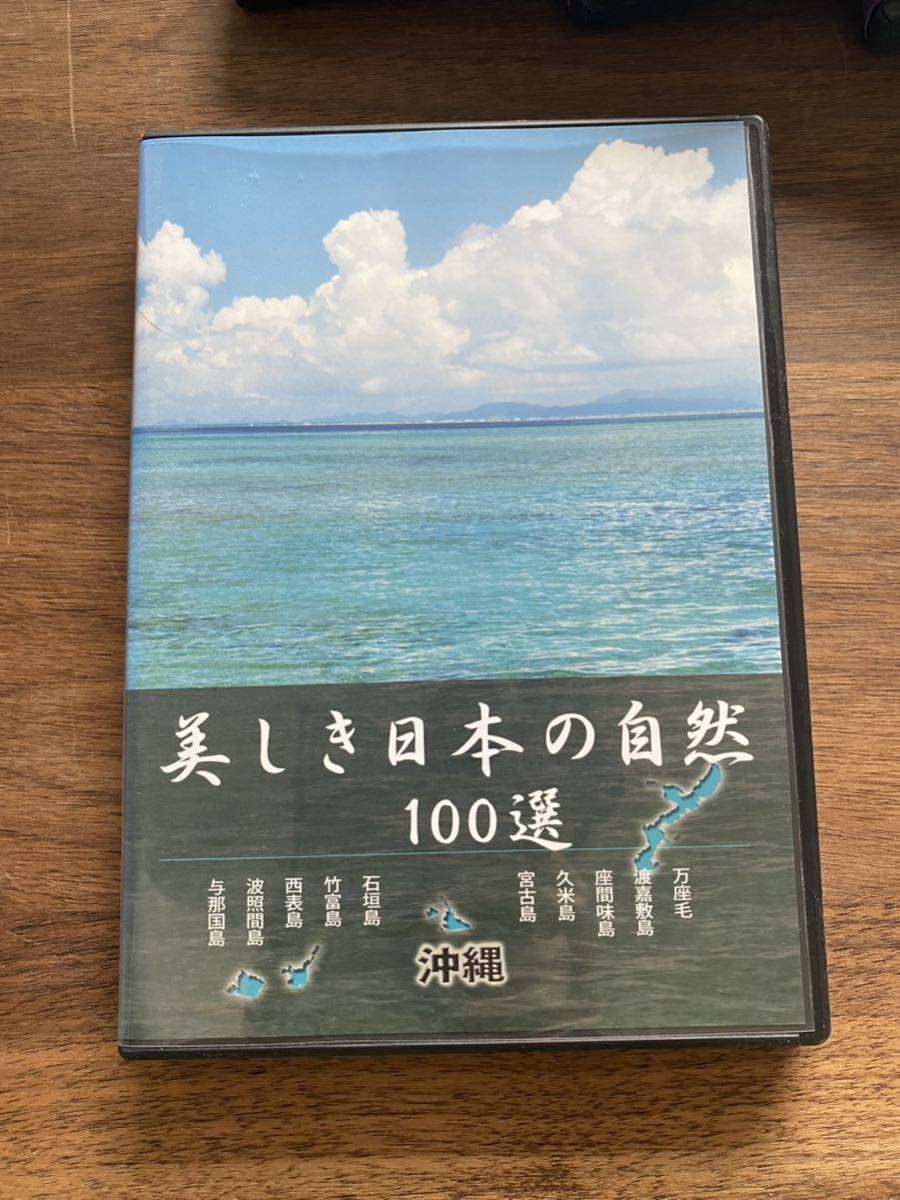 美しき日本の自然
100選
万座毛
渡嘉敷島
座間味島
久米島
宮古島
石垣島
竹富島
西表島
波照間島
与那国島
沖縄